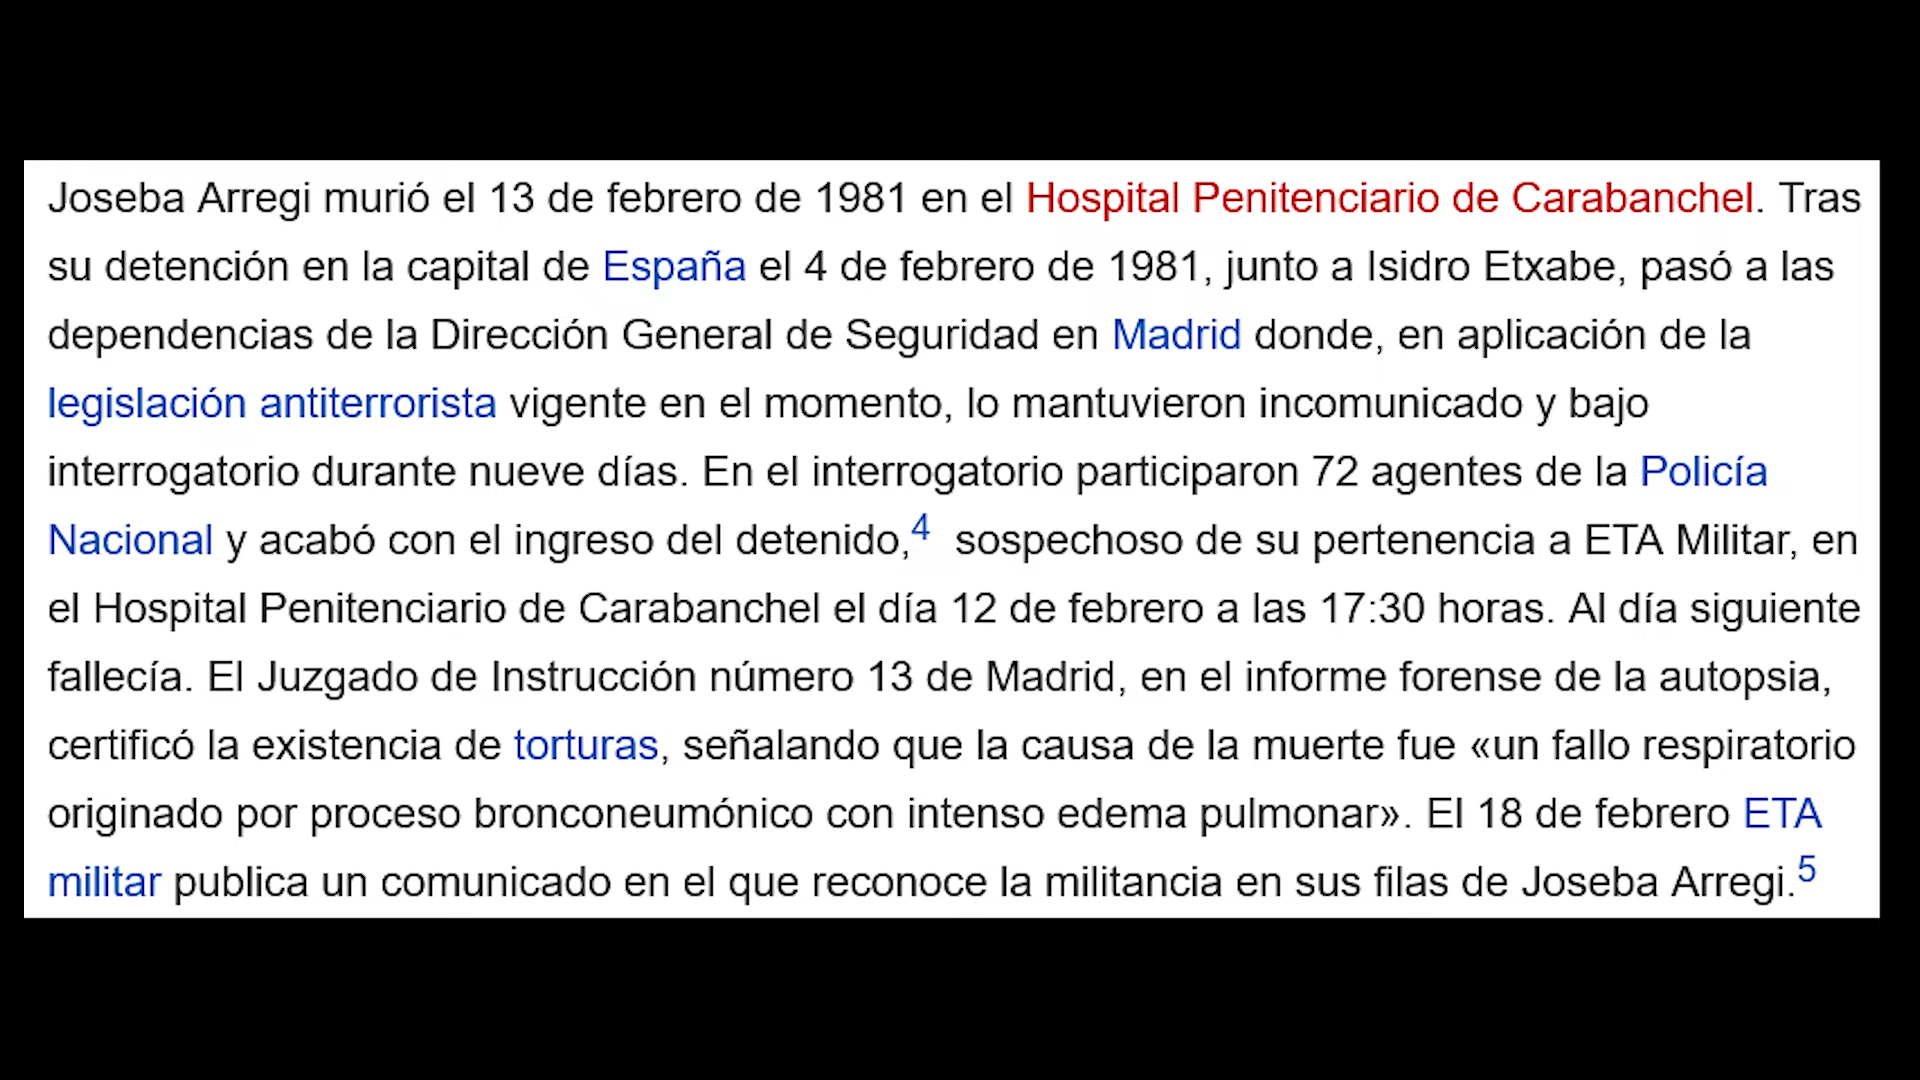 Joseba Arregi murió el 13 de febrero de 1981 en el Hospital Penitenciario de Carabanchel. Tras
su detención en la capital de España el 4 de febrero de 1981, junto a Isidro Etxabe, pasó a las
dependencias de la Dirección General de Seguridad en Madrid donde, en aplicación de la
legislación antiterrorista vigente en el momento, lo mantuvieron incomunicado y bajo
interrogatorio durante nueve días. En el interrogatorio participaron 72 agentes de la Policía
Nacional y acabó con el ingreso del detenido,4 sospechoso de su pertenencia a ETA Militar, en
el Hospital Penitenciario de Carabanchel el día 12 de febrero a las 17:30 horas. Al día siguiente
fallecía. El Juzgado de Instrucción número 13 de Madrid, en el informe forense de la autopsia,
certificó la existencia de torturas, señalando que la causa de la muerte fue «un fallo respiratorio
originado por proceso bronconeumónico con intenso edema pulmonar». El 18 de febrero ETA
militar publica un comunicado en el que reconoce la militancia en sus filas de Joseba Arregi.5